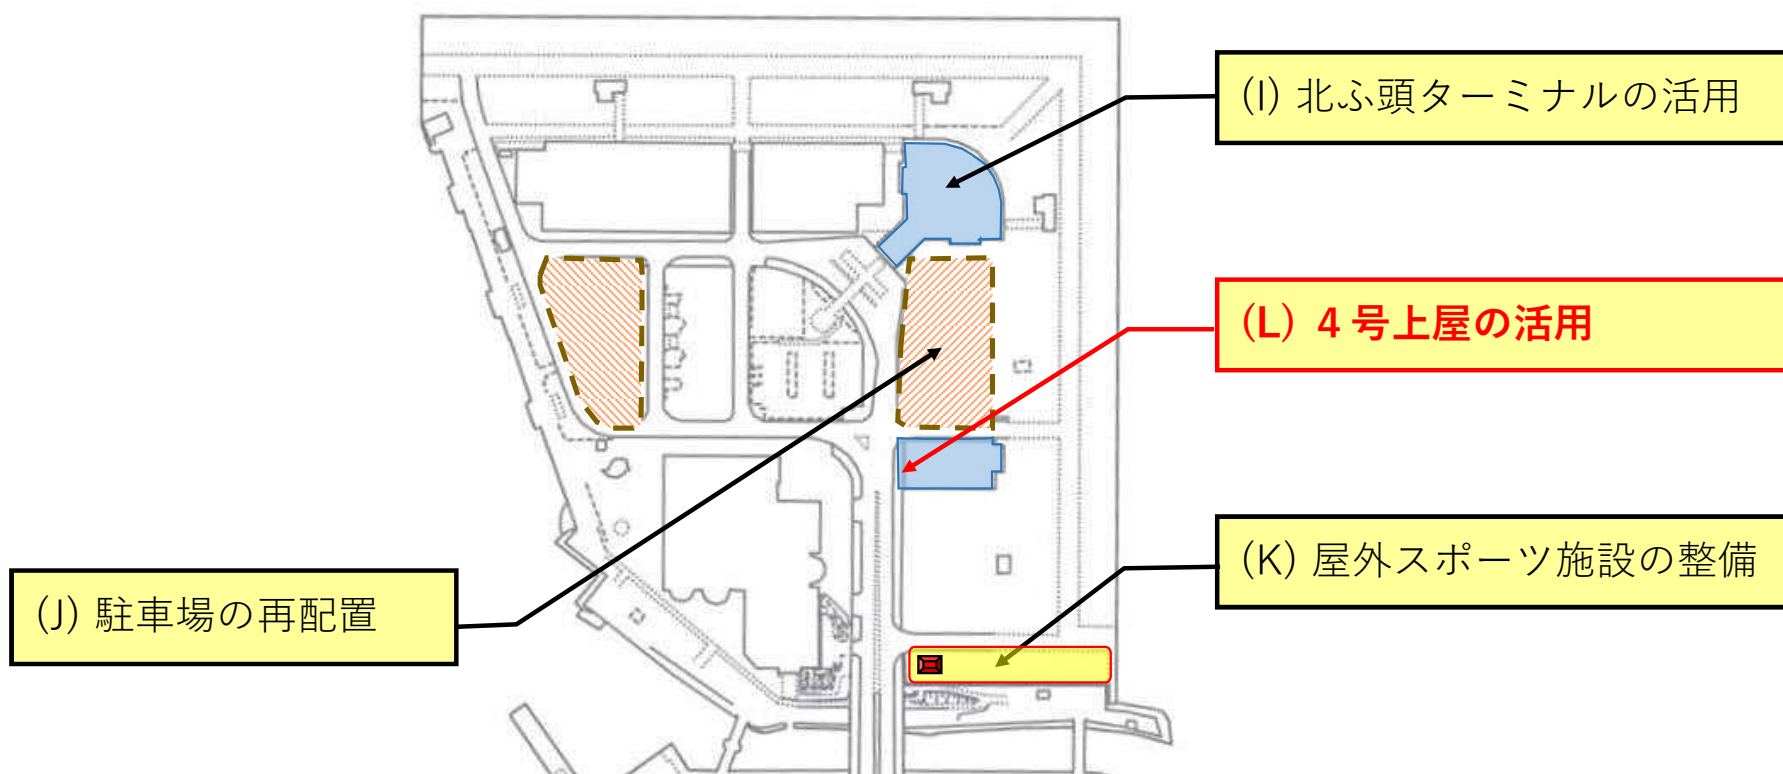 (I) 北ふ頭ターミナルの活用
(L) 4号上屋の活用
(K) 屋外スポーツ施設の整備
(J) 駐車場の再配置